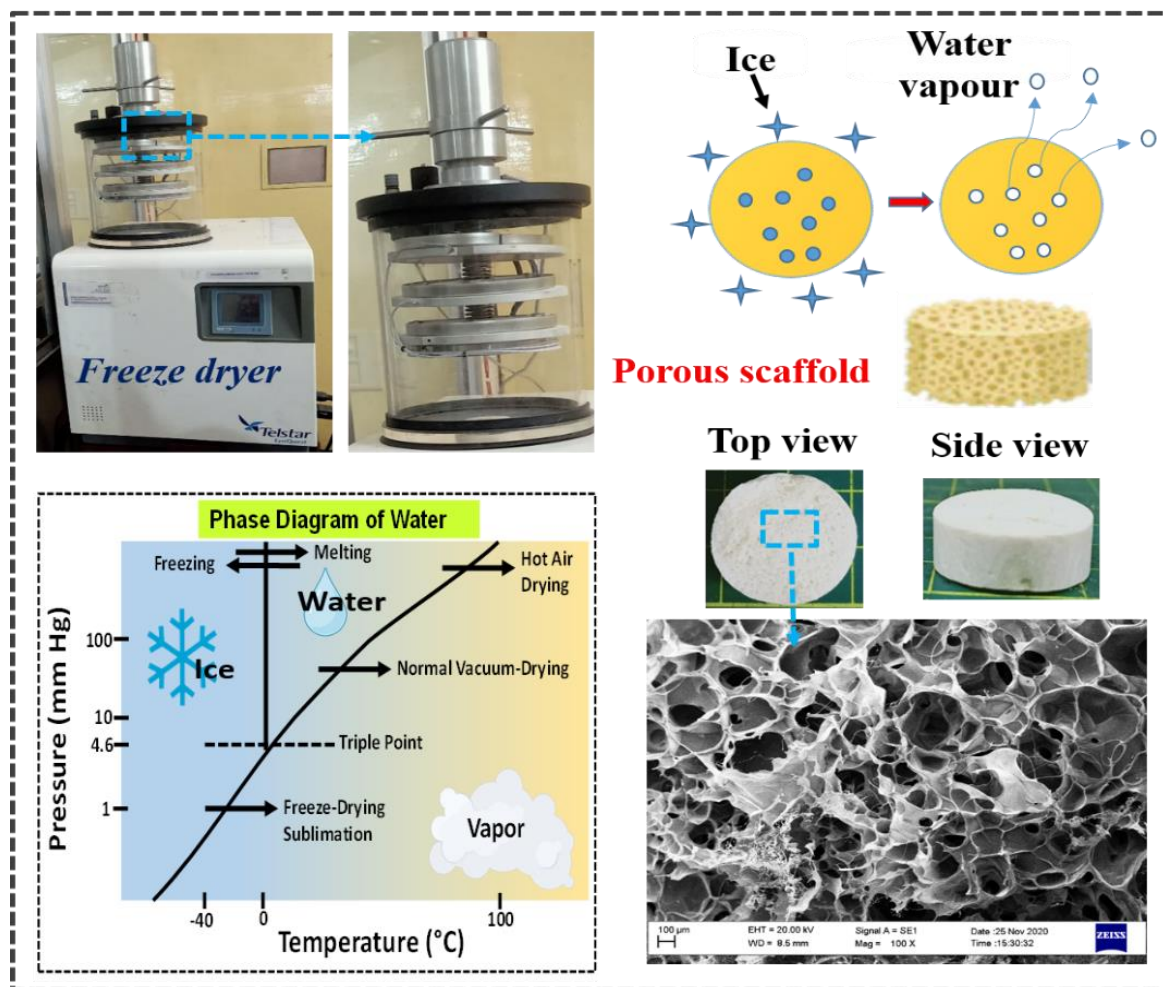 Freeze dryer
Telstar
Ice
Water
vapour
Porous scaffold
Top view
Side view
Phase Diagram of Water
Freezing
Melting
Water
Hot Air
Drying
Ice
Normal Vacuum-Drying
Triple Point
Freeze-Drying
Sublimation
Vapor
Pressure (mm Hg)
100
10
4.6
1
-40
0
100
Temperature (°C)
100 µm
EHT = 20.00 kV
Signal A = SE1
Date :25 Nov 2020
WD = 8.5 mm
Mag = 100 X
Time :15:30:32
ZEISS